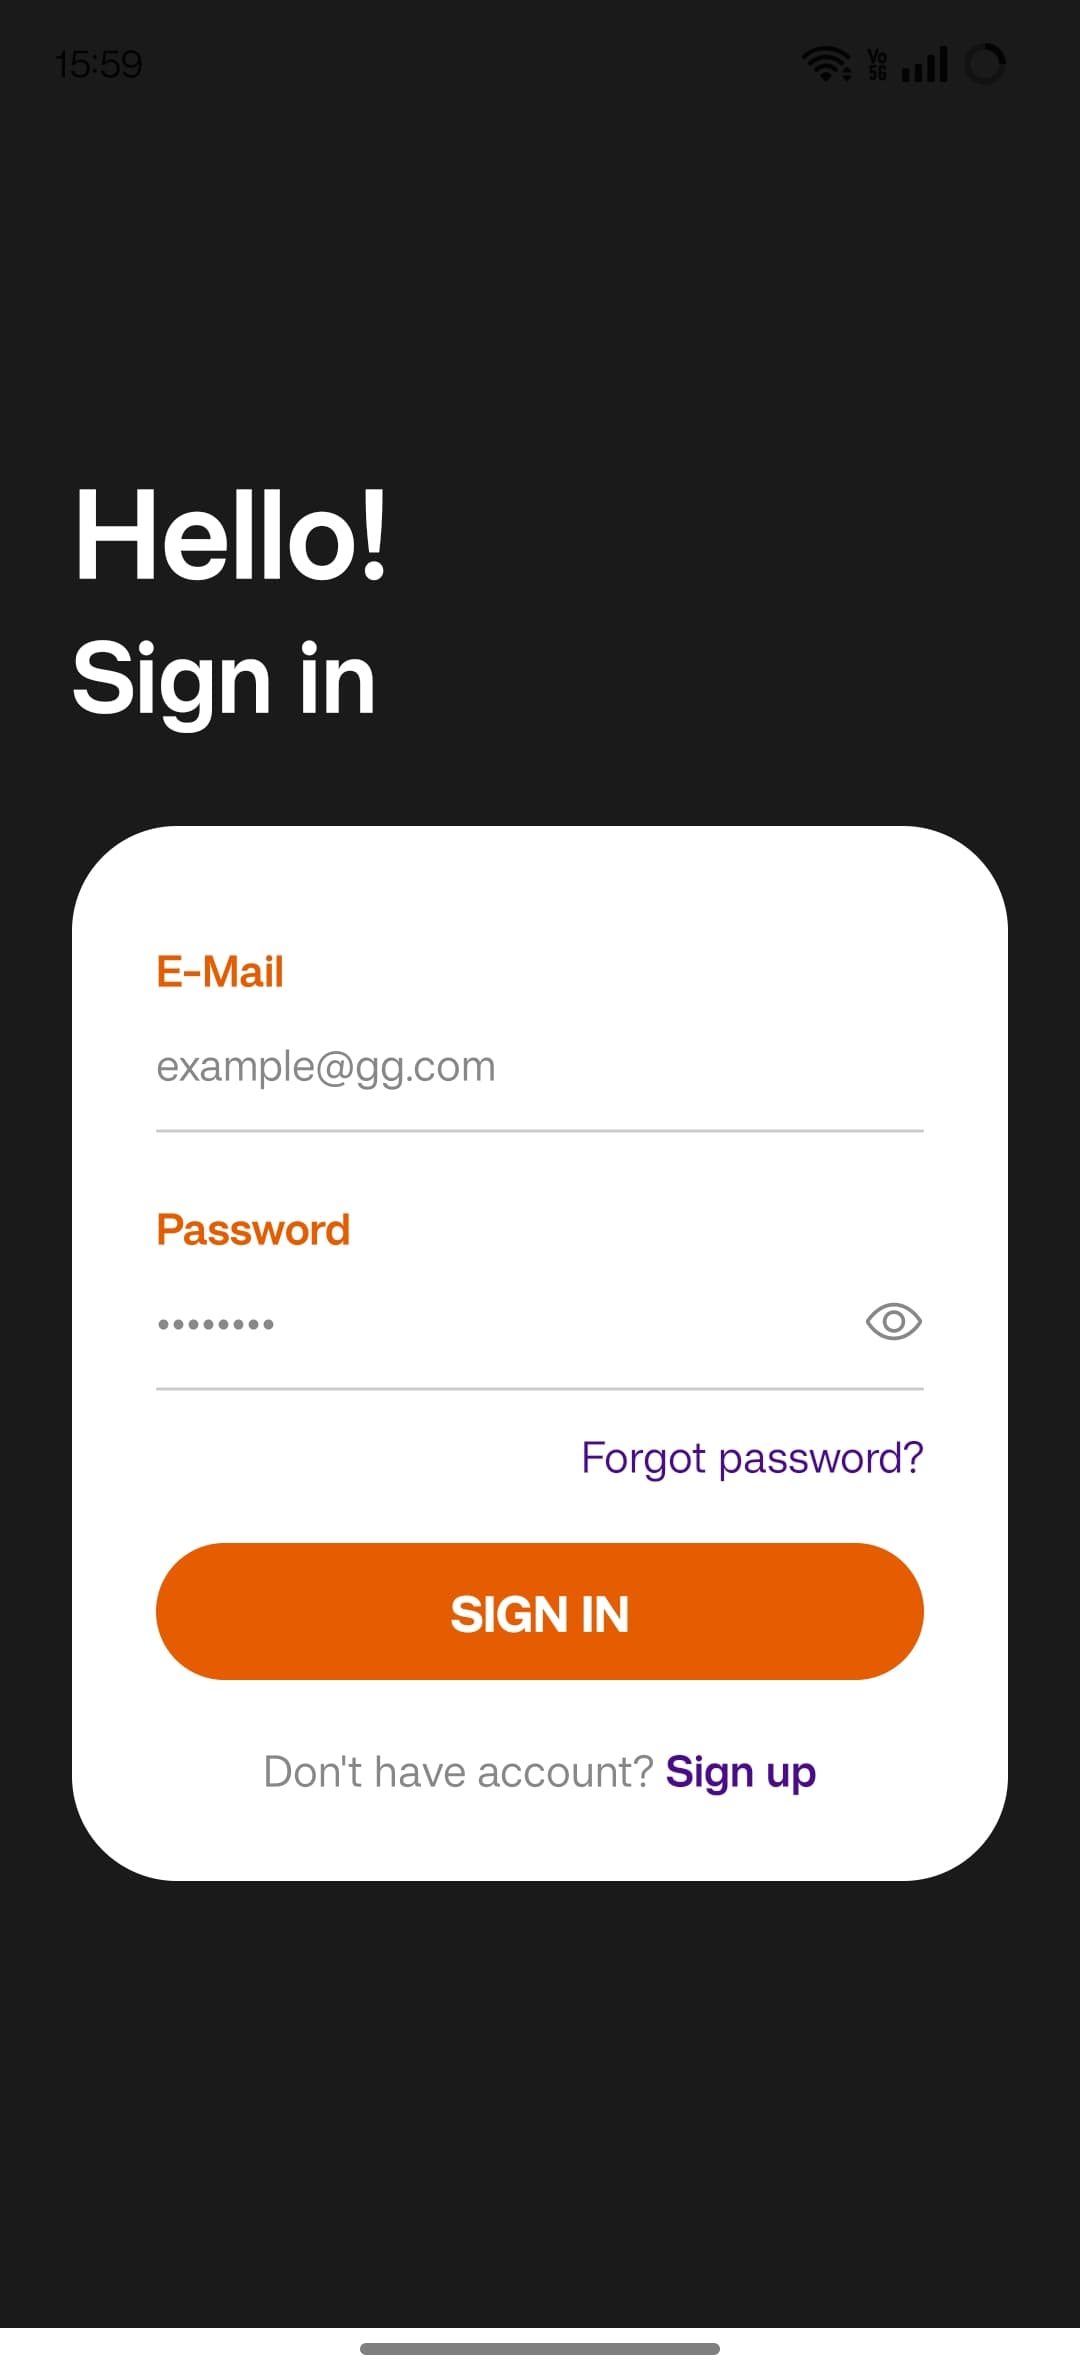 15:59
Vo
5G
Hello!
Sign in
E-Mail
example@gg.com
Password
••••••••
Forgot password?
SIGN IN
Don't have account? Sign up